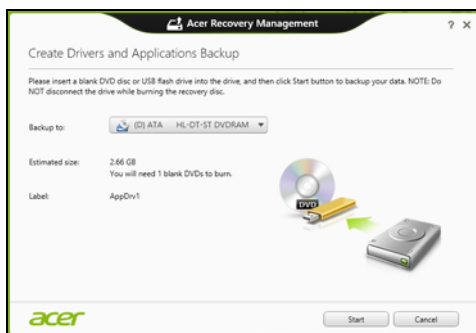 Acer Recovery Management
? X
Create Drivers and Applications Backup
Please insert a blank DVD disc or USB flash drive into the drive, and then click Start button to backup your data. NOTE: Do
NOT disconnect the drive while burning the recovery disc.
Backup to: (D) ATA HL-DT-ST DVDRAM
Estimated size: 2.66 GB
You will need 1 blank DVDs to burn.
Label: AppDrv1
DVD
acer
Start Cancel